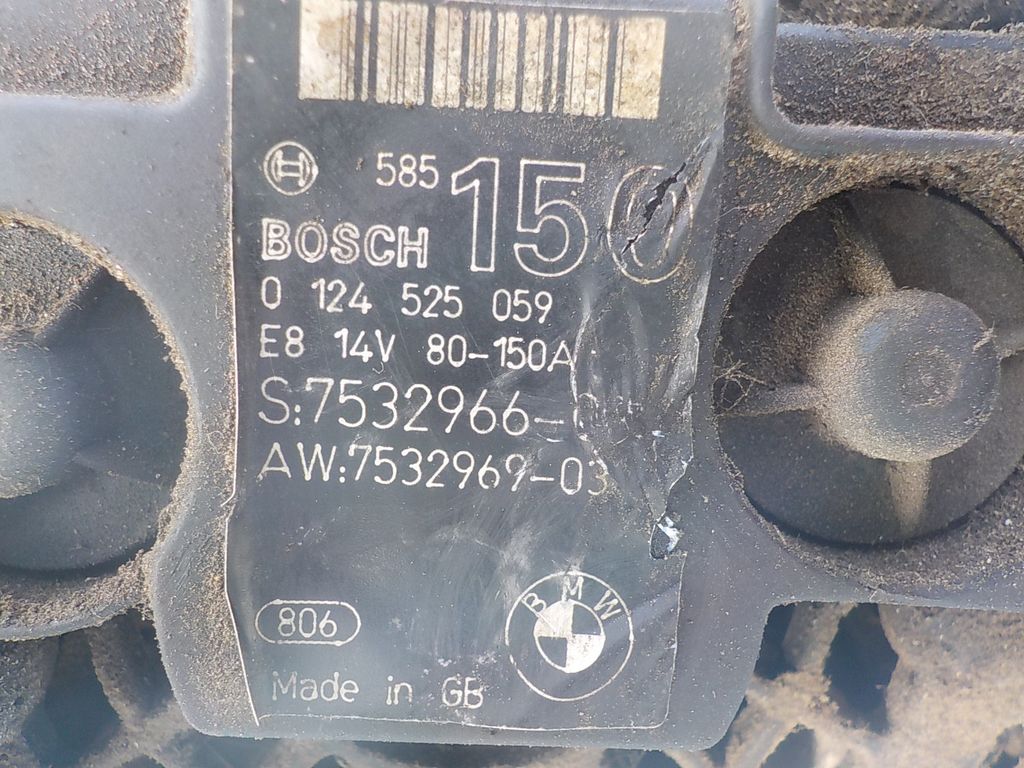 585 150
BOSCH
0 124 525 059
E8 14V 80-150A
S:7532966-
AW:7532969-03
806
BMW
Made in GB